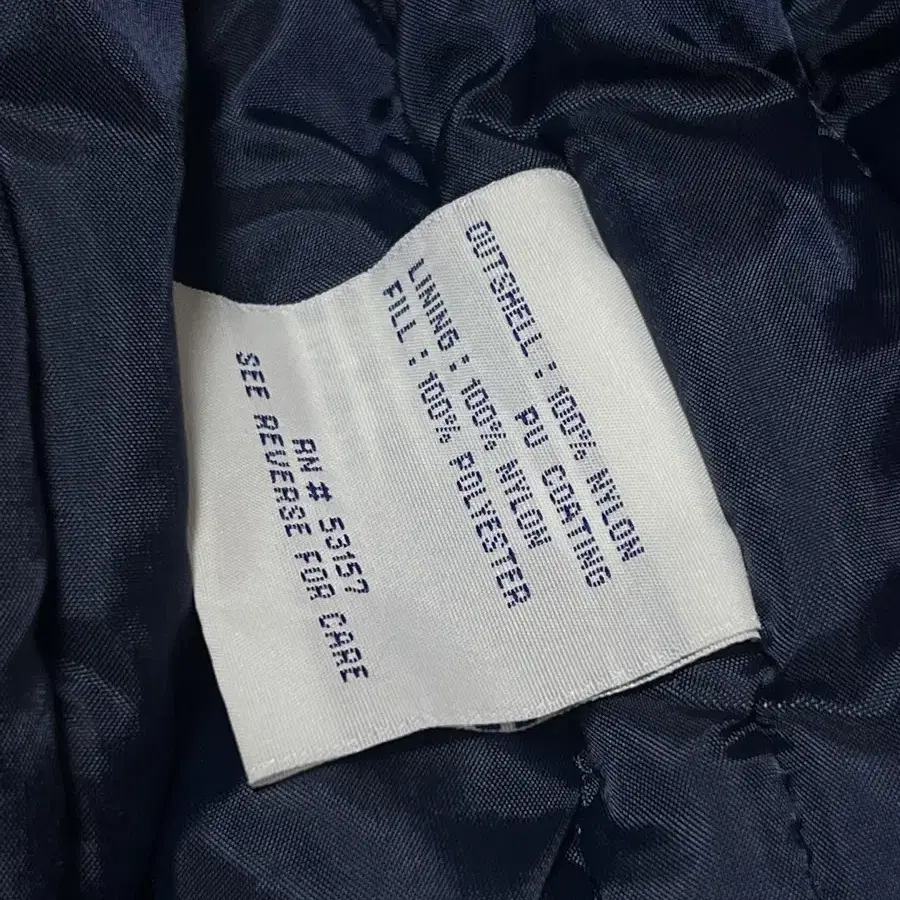 OUTSHELL : 100% NYLON
PU COATING
LINING : 100% NYLON
FILL : 100% POLYESTER
RN # 53157
SEE REVERSE FOR CARE